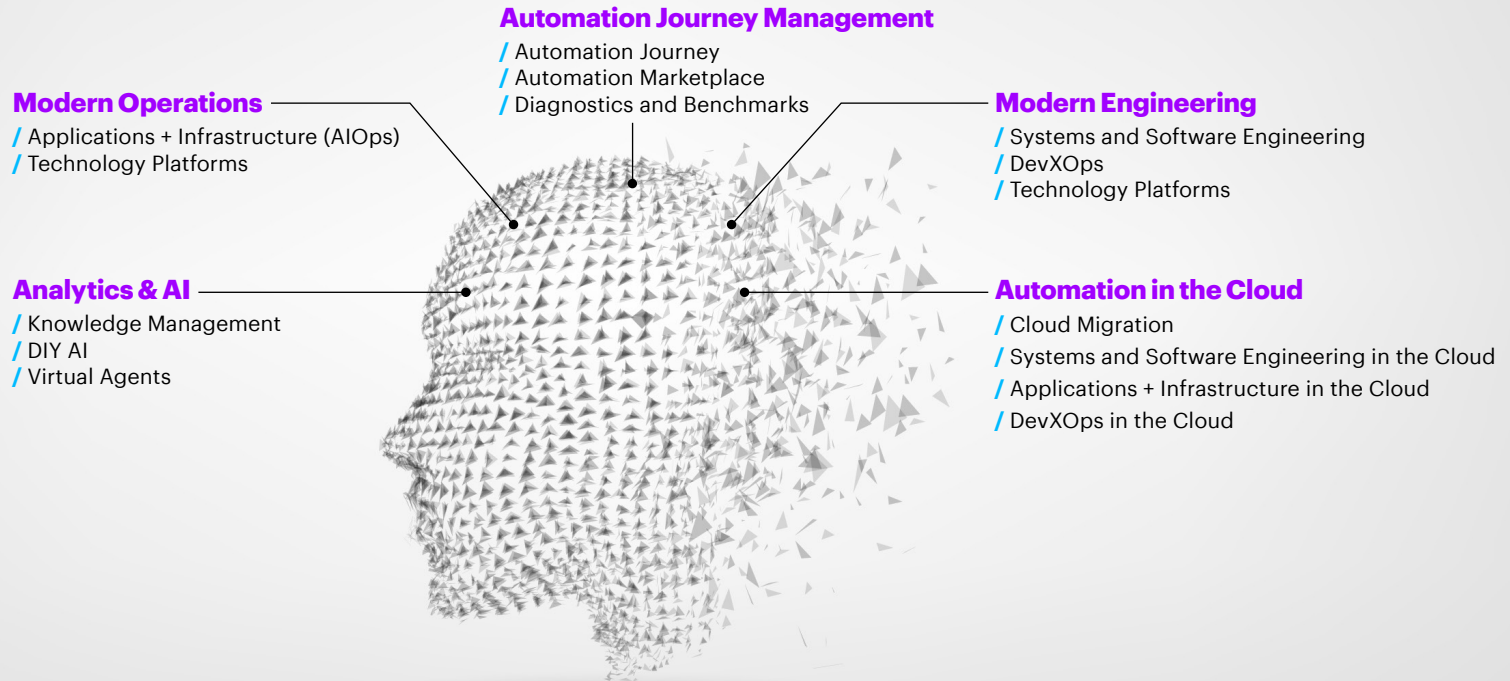 Automation Journey Management
/ Automation Journey
/ Automation Marketplace
/ Diagnostics and Benchmarks
Modern Operations
/ Applications + Infrastructure (AIOps)
/ Technology Platforms
Modern Engineering
/ Systems and Software Engineering
/ DevXOps
/ Technology Platforms
Analytics & AI
/ Knowledge Management
/ DIY AI
/ Virtual Agents
Automation in the Cloud
/ Cloud Migration
/ Systems and Software Engineering in the Cloud
/ Applications + Infrastructure in the Cloud
/ DevXOps in the Cloud